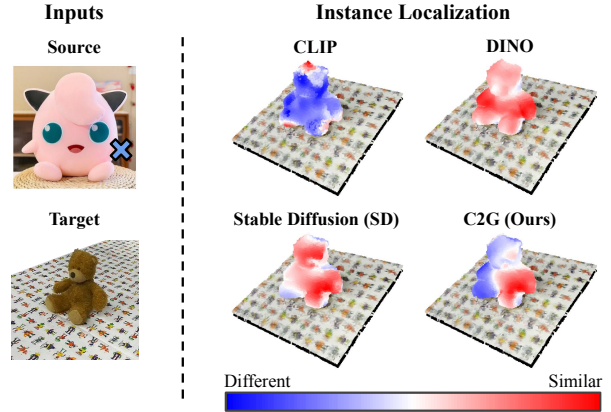 Inputs
Instance Localization
Source
CLIP
DINO
Target
Stable Diffusion (SD)
C2G (Ours)
Different
Similar